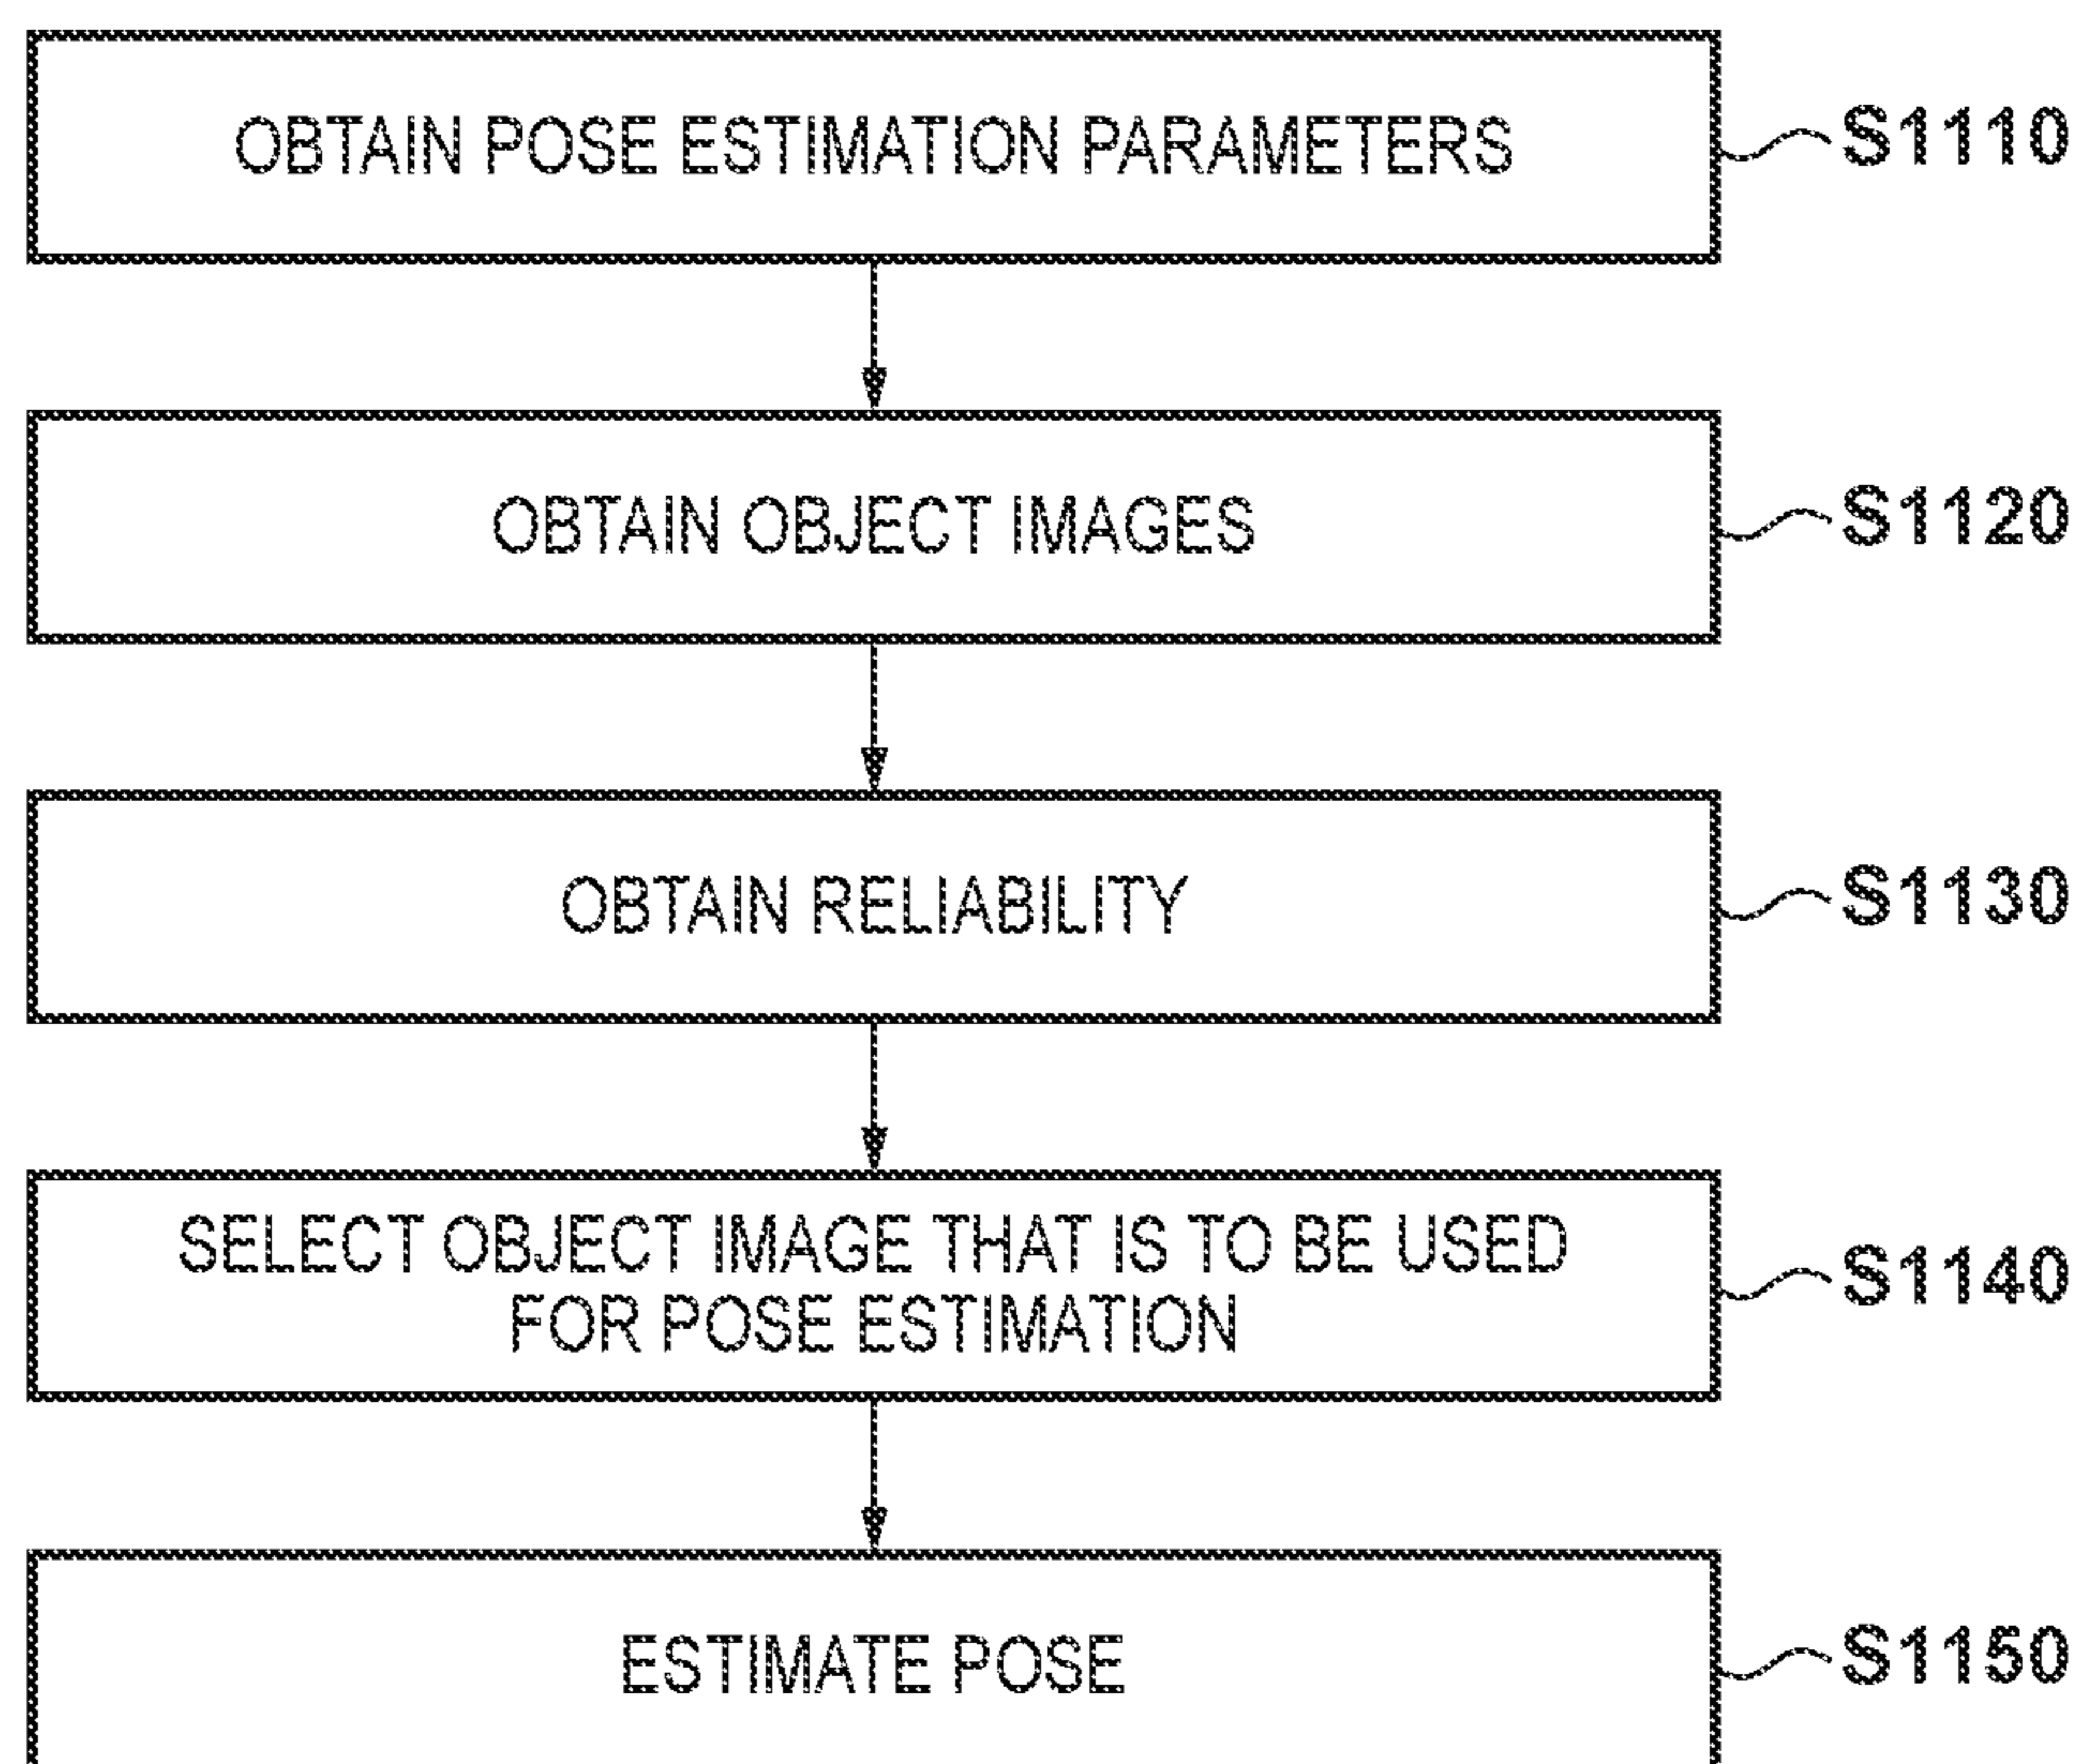 OBTAIN POSE ESTIMATION PARAMETERS
S1110
OBTAIN OBJECT IMAGES
S1120
OBTAIN RELIABILITY
S1130
SELECT OBJECT IMAGE THAT IS TO BE USED
FOR POSE ESTIMATION
S1140
ESTIMATE POSE
S1150